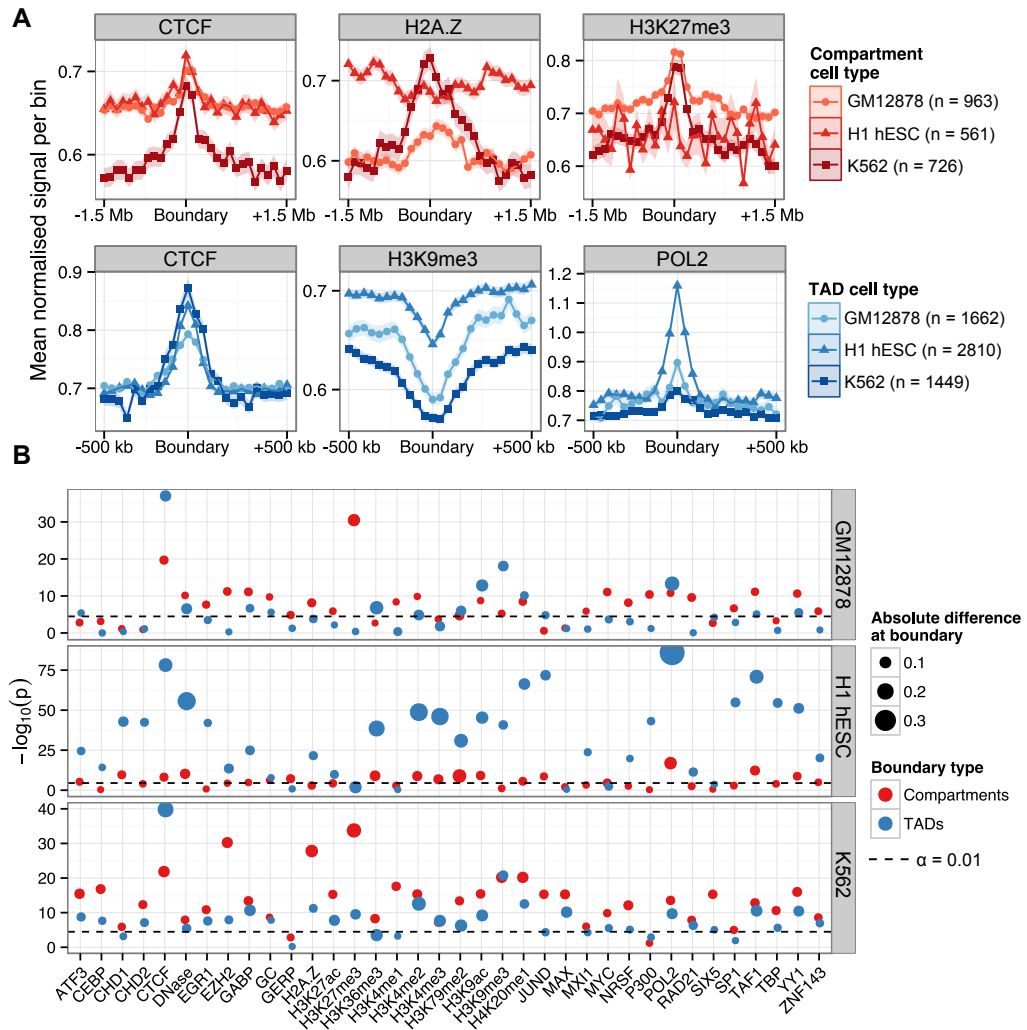 A
Mean normalised signal per bin
CTCF
0.7
0.6
-1.5 Mb Boundary +1.5 Mb
H2A.Z
0.7
0.6
-1.5 Mb Boundary +1.5 Mb
H3K27me3
0.8
0.7
0.6
-1.5 Mb Boundary +1.5 Mb
Compartment
cell type
GM12878 (n = 963)
H1 hESC (n = 561)
K562 (n = 726)
CTCF
0.9
0.8
0.7
-500 kb Boundary +500 kb
H3K9me3
0.7
0.6
-500 kb Boundary +500 kb
POL2
1.2
1.1
1.0
0.9
0.8
0.7
-500 kb Boundary +500 kb
TAD cell type
GM12878 (n = 1662)
H1 hESC (n = 2810)
K562 (n = 1449)
B
−log10(p)
30
20
10
0
GM12878
75
50
25
0
H1 hESC
40
30
20
10
0
K562
ATF3
CEBP
CHD1
CHD2
CTCF
DNase
EGR1
EZH2
GABP
GC
GERP
H2A.Z
H3K27ac
H3K27me3
H3K36me3
H3K4me1
H3K4me2
H3K4me3
H3K79me2
H3K9ac
H3K9me3
H4K20me1
JUND
MAX
MXI1
MYC
NRSF
P300
POL2
RAD21
SIX5
SP1
TAF1
TBP
YY1
ZNF143
Absolute difference
at boundary
0.1
0.2
0.3
Boundary type
Compartments
TADs
α = 0.01